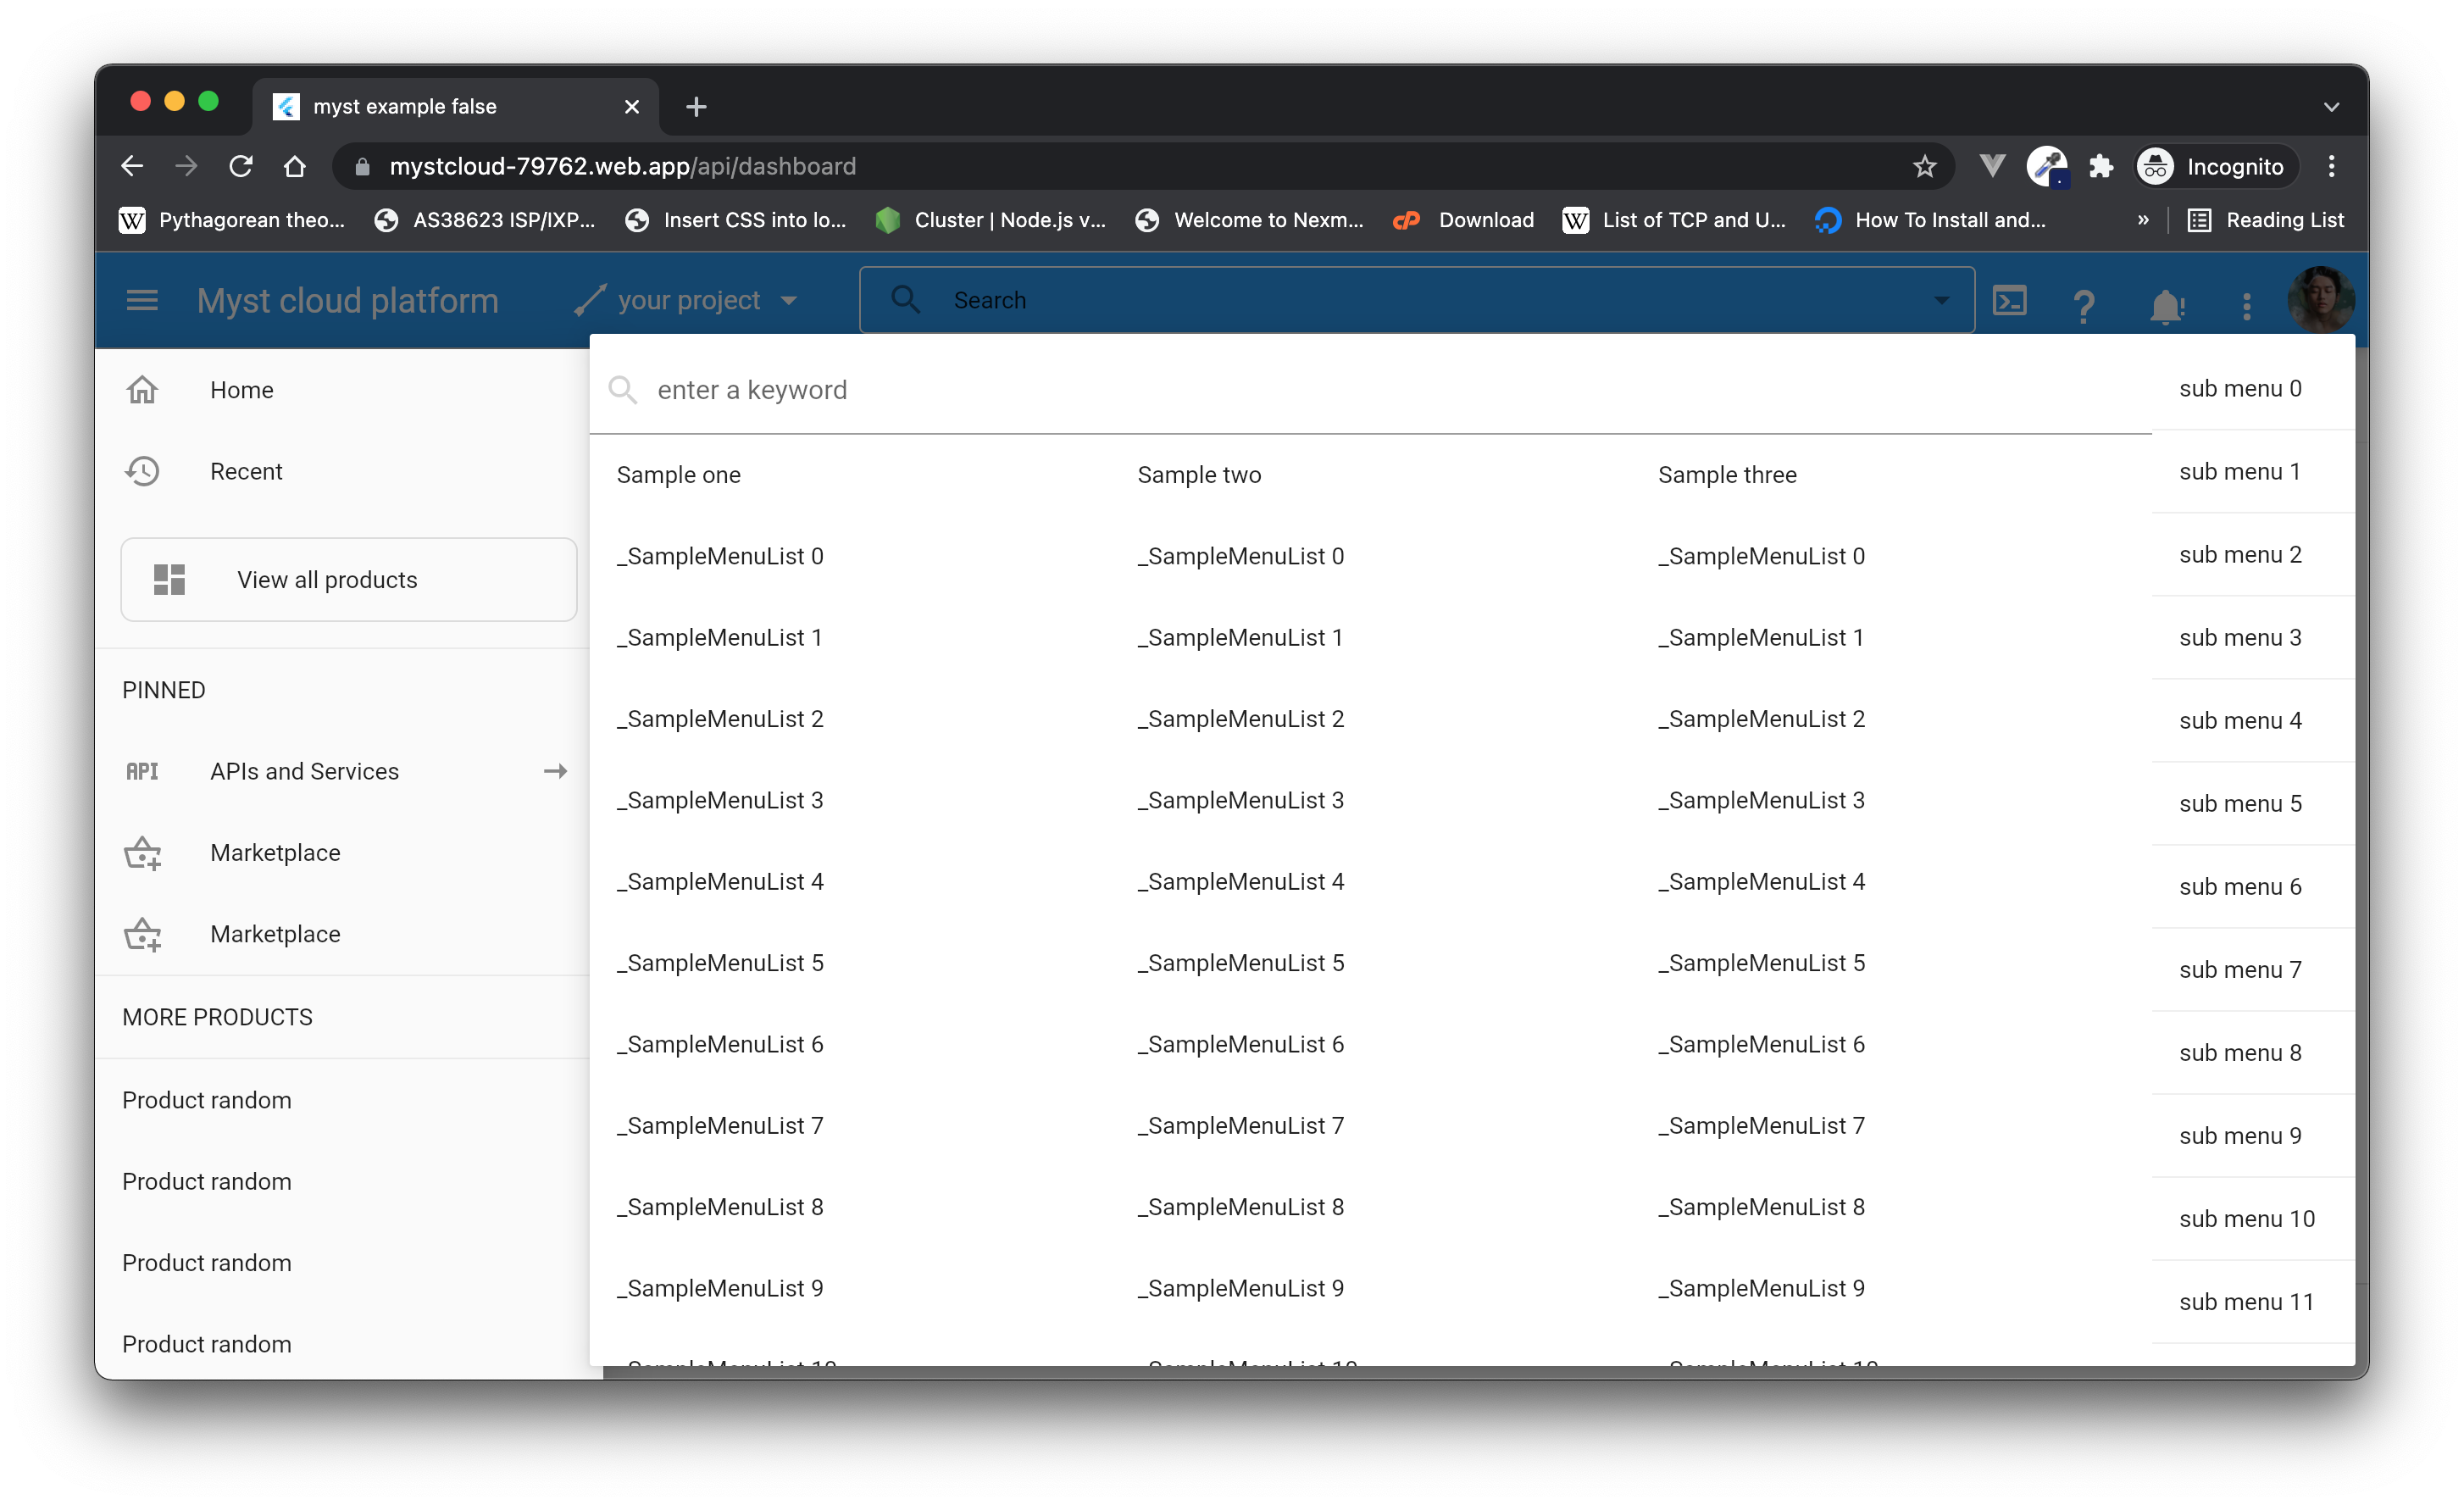 myst example false
mystcloud-79762.web.app/api/dashboard
Incognito
Pythagorean theo...
AS38623 ISP/IXP...
Insert CSS into lo...
Cluster | Node.js v...
Welcome to Nexm...
Download
List of TCP and U...
How To Install and...
»
Reading List
Myst cloud platform
your project
Search
Home
Recent
View all products
PINNED
API APIs and Services
Marketplace
Marketplace
MORE PRODUCTS
Product random
Product random
Product random
Product random
enter a keyword
Sample one
_SampleMenuList 0
_SampleMenuList 1
_SampleMenuList 2
_SampleMenuList 3
_SampleMenuList 4
_SampleMenuList 5
_SampleMenuList 6
_SampleMenuList 7
_SampleMenuList 8
_SampleMenuList 9
_SampleMenuList 10
Sample two
_SampleMenuList 0
_SampleMenuList 1
_SampleMenuList 2
_SampleMenuList 3
_SampleMenuList 4
_SampleMenuList 5
_SampleMenuList 6
_SampleMenuList 7
_SampleMenuList 8
_SampleMenuList 9
_SampleMenuList 10
Sample three
_SampleMenuList 0
_SampleMenuList 1
_SampleMenuList 2
_SampleMenuList 3
_SampleMenuList 4
_SampleMenuList 5
_SampleMenuList 6
_SampleMenuList 7
_SampleMenuList 8
_SampleMenuList 9
_SampleMenuList 10
sub menu 0
sub menu 1
sub menu 2
sub menu 3
sub menu 4
sub menu 5
sub menu 6
sub menu 7
sub menu 8
sub menu 9
sub menu 10
sub menu 11